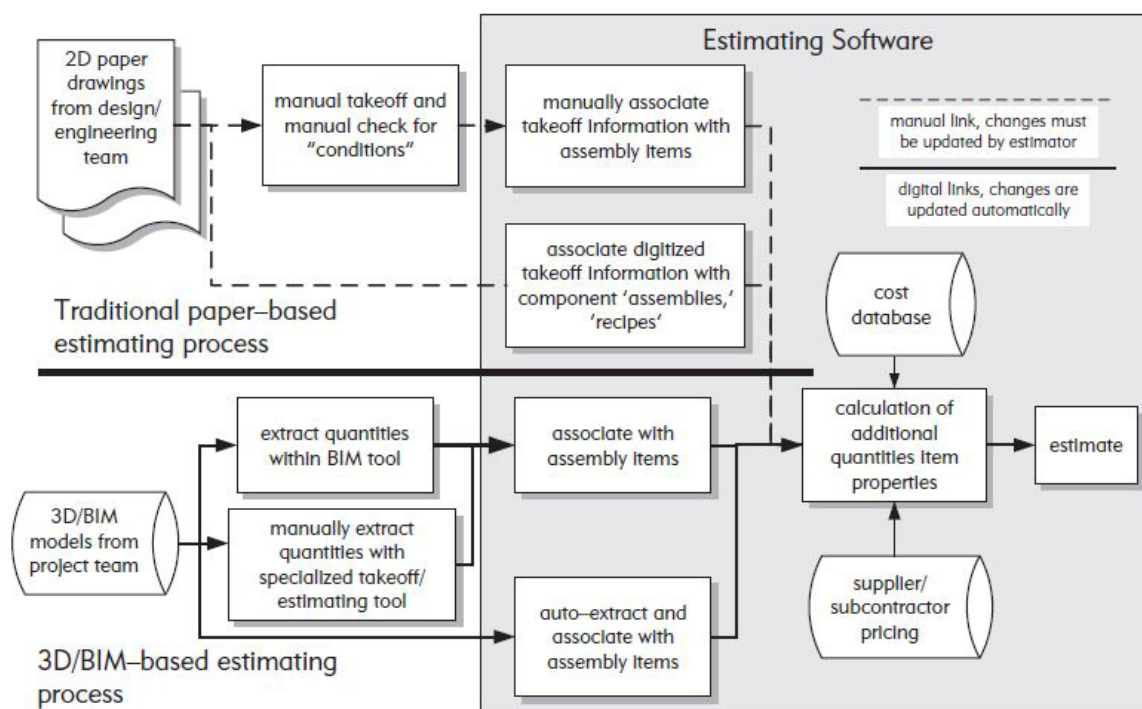 Estimating Software
2D paper
drawings
from design/
engineering
team
manual takeoff and
manual check for
“conditions”
manually associate
takeoff information with
assembly items
manual link, changes must
be updated by estimator
digital links, changes are
updated automatically
associate digitized
takeoff information with
component ‘assemblies,’
‘recipes‘
Traditional paper–based
estimating process
cost
database
extract quantities
within BIM tool
associate with
assembly items
calculation of
additional
quantities item
properties
estimate
3D/BIM
models from
project team
manually extract
quantities with
specialized takeoff/
estimating tool
auto–extract and
associate with
assembly items
supplier/
subcontractor
pricing
3D/BIM–based estimating
process